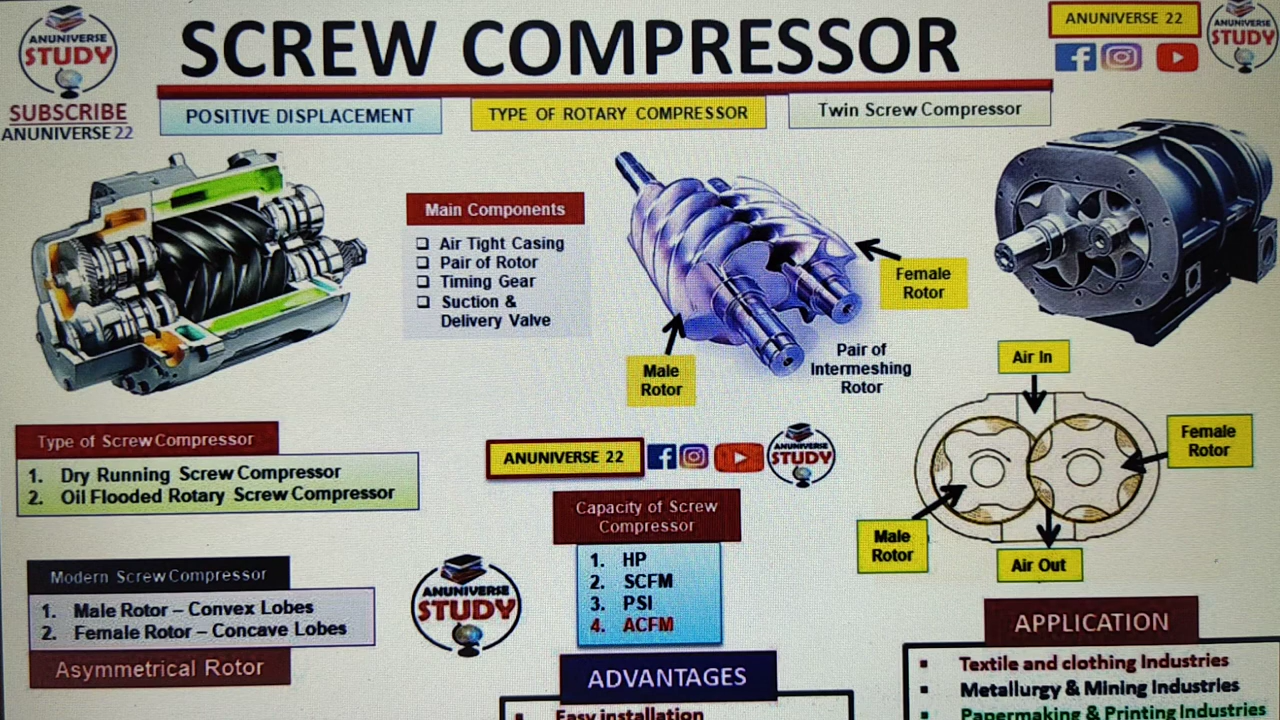 ANUNIVERSE
STUDY
SUBSCRIBE
ANUNIVERSE 22
SCREW COMPRESSOR
ANUNIVERSE 22
ANUNIVERSE
STUDY
POSITIVE DISPLACEMENT
TYPE OF ROTARY COMPRESSOR
Twin Screw Compressor
Main Components
Air Tight Casing
Pair of Rotor
Timing Gear
Suction &
Delivery Valve
Female
Rotor
Male
Rotor
Pair of
Intermeshing
Rotor
Air In
Female
Rotor
Male
Rotor
Air Out
Type of Screw Compressor
1. Dry Running Screw Compressor
2. Oil Flooded Rotary Screw Compressor
ANUNIVERSE 22
ANUNIVERSE
STUDY
Capacity of Screw
Compressor
1. HP
2. SCFM
3. PSI
4. ACFM
Modern Screw Compressor
1. Male Rotor – Convex Lobes
2. Female Rotor – Concave Lobes
Asymmetrical Rotor
ANUNIVERSE
STUDY
ADVANTAGES
Easy installation
APPLICATION
Textile and clothing Industries
Metallurgy & Mining Industries
Papermaking & Printing Industries